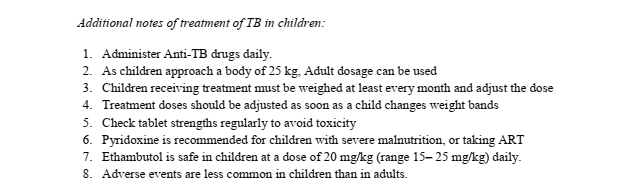 Additional notes of treatment of TB in children:
1. Administer Anti-TB drugs daily.
2. As children approach a body of 25 kg, Adult dosage can be used
3. Children receiving treatment must be weighed at least every month and adjust the dose
4. Treatment doses should be adjusted as soon as a child changes weight bands
5. Check tablet strengths regularly to avoid toxicity
6. Pyridoxine is recommended for children with severe malnutrition, or taking ART
7. Ethambutol is safe in children at a dose of 20 mg/kg (range 15– 25 mg/kg) daily.
8. Adverse events are less common in children than in adults.